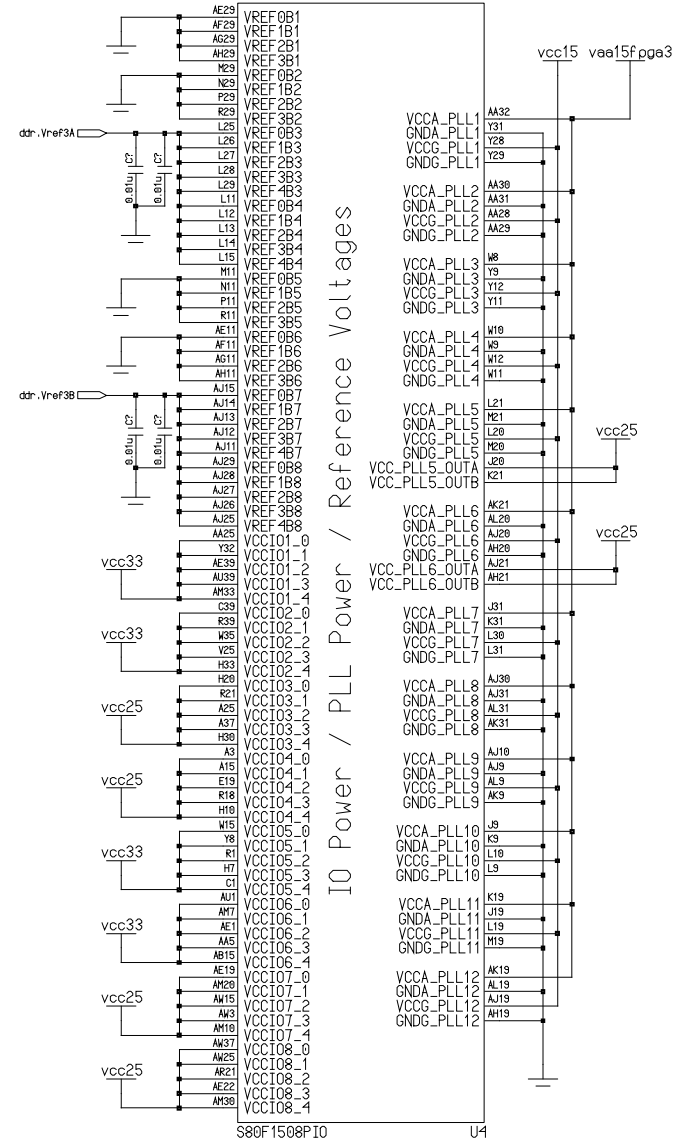 AE29 VREF0B1
AF29 VREF1B1
AG29 VREF2B1
AH29 VREF3B1
M29 VREF0B2
N29 VREF1B2
P29 VREF2B2
R29 VREF3B2
ddr.Vref3A
L25 VREF0B3
L26 VREF1B3
L27 VREF2B3
L28 VREF3B3
L29 VREF4B3
C?
0.01u
C?
0.01u
L11 VREF0B4
L12 VREF1B4
L13 VREF2B4
L14 VREF3B4
L15 VREF4B4
M11 VREF0B5
N11 VREF1B5
P11 VREF2B5
R11 VREF3B5
AE11 VREF0B6
AF11 VREF1B6
AG11 VREF2B6
AH11 VREF3B6
ddr.Vref3B
AJ15 VREF0B7
AJ14 VREF1B7
AJ13 VREF2B7
AJ12 VREF3B7
AJ11 VREF4B7
C?
0.01u
C?
0.01u
AJ29 VREF0B8
AJ28 VREF1B8
AJ27 VREF2B8
AJ26 VREF3B8
AJ25 VREF4B8
vcc33
AA25 VCCIO1_0
Y32 VCCIO1_1
AE39 VCCIO1_2
AU39 VCCIO1_3
AM33 VCCIO1_4
vcc33
C39 VCCIO2_0
R39 VCCIO2_1
W35 VCCIO2_2
V25 VCCIO2_3
H33 VCCIO2_4
vcc25
H20 VCCIO3_0
R21 VCCIO3_1
A25 VCCIO3_2
A37 VCCIO3_3
H30 VCCIO3_4
vcc25
A3 VCCIO4_0
A15 VCCIO4_1
E19 VCCIO4_2
R18 VCCIO4_3
H10 VCCIO4_4
vcc33
W15 VCCIO5_0
Y8 VCCIO5_1
R1 VCCIO5_2
H7 VCCIO5_3
C1 VCCIO5_4
vcc33
AU1 VCCIO6_0
AM7 VCCIO6_1
AE1 VCCIO6_2
AA5 VCCIO6_3
AB15 VCCIO6_4
vcc25
AE19 VCCIO7_0
AM20 VCCIO7_1
AW15 VCCIO7_2
AW3 VCCIO7_3
AM10 VCCIO7_4
vcc25
AW37 VCCIO8_0
AW25 VCCIO8_1
AR21 VCCIO8_2
AE22 VCCIO8_3
AM30 VCCIO8_4
IO Power / PLL Power / Reference Voltages
vcc15 vaa15fpga3
VCCA_PLL1 AA32
GNDA_PLL1 Y31
VCCG_PLL1 Y28
GNDG_PLL1 Y29
VCCA_PLL2 AA30
GNDA_PLL2 AA31
VCCG_PLL2 AA28
GNDG_PLL2 AA29
VCCA_PLL3 W8
GNDA_PLL3 Y9
VCCG_PLL3 Y12
GNDG_PLL3 Y11
VCCA_PLL4 W10
GNDA_PLL4 W9
VCCG_PLL4 W12
GNDG_PLL4 W11
VCCA_PLL5 L21
GNDA_PLL5 M21
VCCG_PLL5 L20
GNDG_PLL5 M20
VCC_PLL5_OUTA J20
VCC_PLL5_OUTB K21
vcc25
VCCA_PLL6 AK21
GNDA_PLL6 AL20
VCCG_PLL6 AJ20
GNDG_PLL6 AH20
VCC_PLL6_OUTA AJ21
VCC_PLL6_OUTB AH21
vcc25
VCCA_PLL7 J31
GNDA_PLL7 K31
VCCG_PLL7 L30
GNDG_PLL7 L31
VCCA_PLL8 AJ30
GNDA_PLL8 AJ31
VCCG_PLL8 AL31
GNDG_PLL8 AK31
VCCA_PLL9 AJ10
GNDA_PLL9 AJ9
VCCG_PLL9 AL9
GNDG_PLL9 AK9
VCCA_PLL10 J9
GNDA_PLL10 K9
VCCG_PLL10 L10
GNDG_PLL10 L9
VCCA_PLL11 K19
GNDA_PLL11 J19
VCCG_PLL11 L19
GNDG_PLL11 M19
VCCA_PLL12 AK19
GNDA_PLL12 AL19
VCCG_PLL12 AJ19
GNDG_PLL12 AH19
S80F1508PIO U4